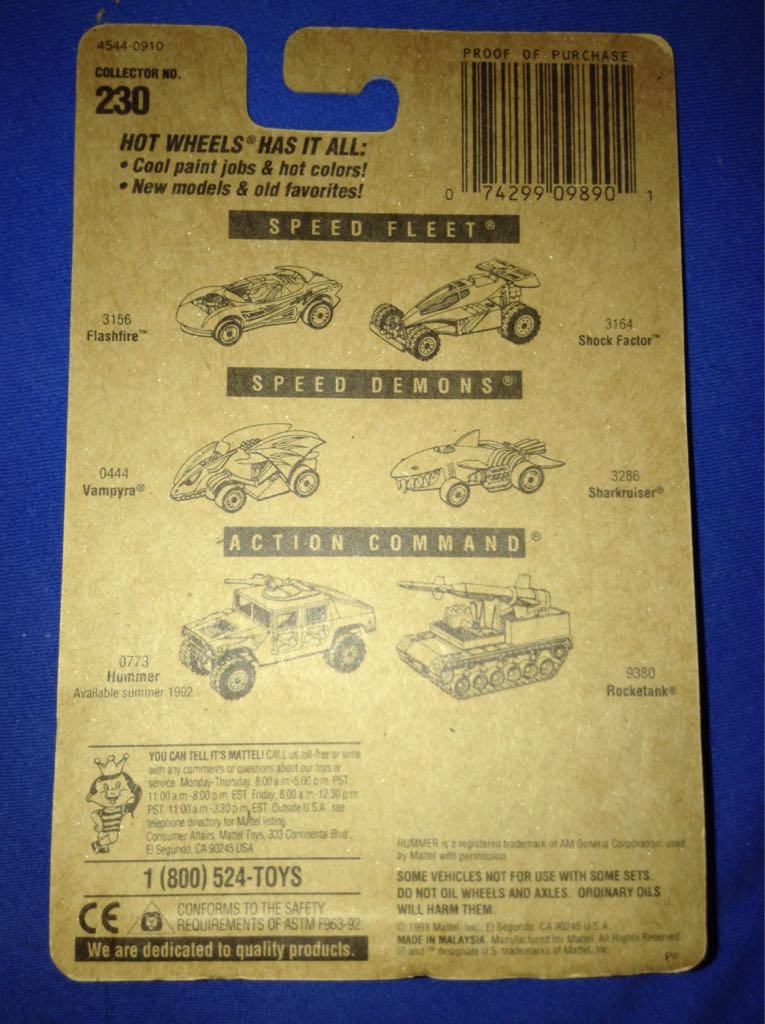 4544-0910
COLLECTOR NO.
230
PROOF OF PURCHASE
HOT WHEELS® HAS IT ALL:
• Cool paint jobs & hot colors!
• New models & old favorites!
0 74299 09890 1
SPEED FLEET®
3156
Flashfire™
3164
Shock Factor™
SPEED DEMONS®
0444
Vampyra®
3286
Sharkruiser®
ACTION COMMAND®
0773
Hummer
Available summer 1992
9380
Rocketank®
YOU CAN TELL IT'S MATTEL! CALL us toll-free or write
with any comments or questions about our toys or
service. Monday-Thursday, 8:00 a.m.-5:00 p.m. PST,
11:00 a.m.-8:00 p.m. EST. Friday, 8:00 a.m.-12:30 p.m.
PST, 11:00 a.m.-3:30 p.m. EST. Outside U.S.A., see
telephone directory for Mattel listing.
Consumer Affairs, Mattel Toys, 333 Continental Blvd.,
El Segundo, CA 90245 USA
1 (800) 524-TOYS
CE
CONFORMS TO THE SAFETY
REQUIREMENTS OF ASTM F963-92
We are dedicated to quality products.
HUMMER is a registered trademark of AM General Corporation, used
by Mattel with permission.
SOME VEHICLES NOT FOR USE WITH SOME SETS.
DO NOT OIL WHEELS AND AXLES. ORDINARY OILS
WILL HARM THEM.
© 1991 Mattel, Inc., El Segundo, CA 90245 U.S.A.
MADE IN MALAYSIA. Manufactured for Mattel. All Rights Reserved.
® and ™ designate U.S. trademarks of Mattel, Inc.